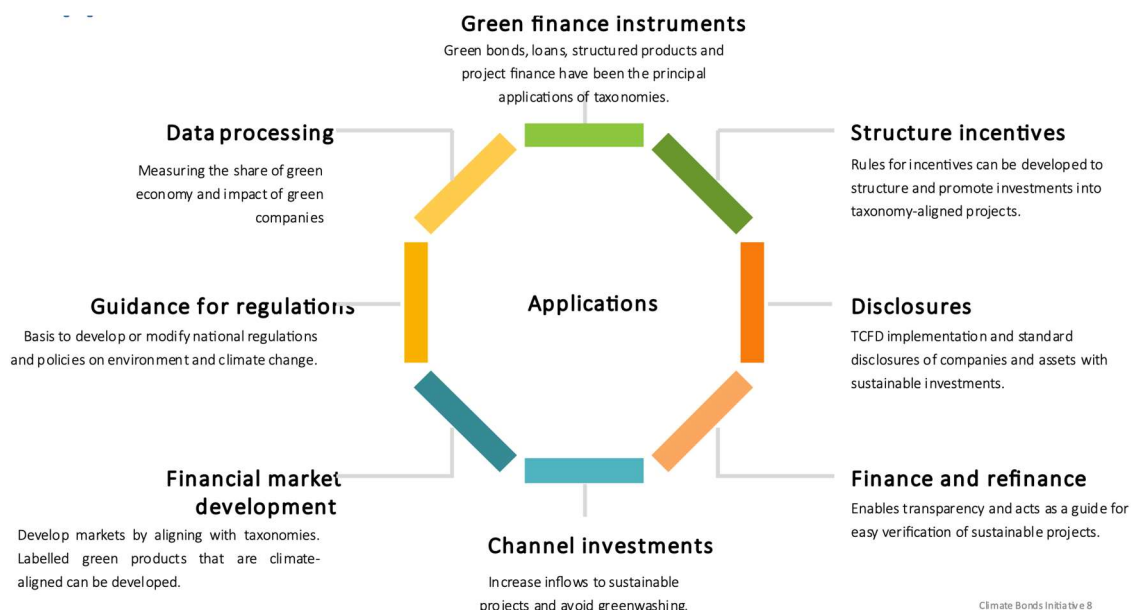 Green finance instruments
Green bonds, loans, structured products and
project finance have been the principal
applications of taxonomies.
Data processing
Measuring the share of green
economy and impact of green
companies
Structure incentives
Rules for incentives can be developed to
structure and promote investments into
taxonomy-aligned projects.
Guidance for regulations
Basis to develop or modify national regulations
and policies on environment and climate change.
Applications
Disclosures
TCFD implementation and standard
disclosures of companies and assets with
sustainable investments.
Financial market
development
Develop markets by aligning with taxonomies.
Labelled green products that are climate-
aligned can be developed.
Channel investments
Increase inflows to sustainable
projects and avoid greenwashing.
Finance and refinance
Enables transparency and acts as a guide for
easy verification of sustainable projects.
Climate Bonds Initiative 8